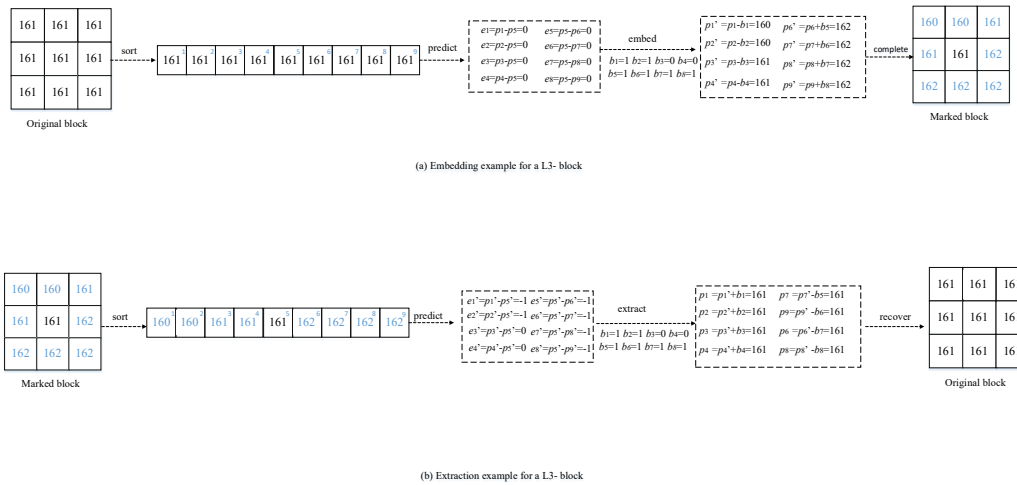 161 161 161
161 161 161
161 161 161
Original block
sort
161 1 161 2 161 3 161 4 161 5 161 6 161 7 161 8 161 9
predict
e1=p1-p5=0 e5=p5-p6=0
e2=p2-p5=0 e6=p5-p7=0
e3=p3-p5=0 e7=p5-p8=0
e4=p4-p5=0 e8=p5-p9=0
embed
b1=1 b2=1 b3=0 b4=0
b5=1 b6=1 b7=1 b8=1
p1’ =p1-b1=160 p6’ =p6+b5=162
p2’ =p2-b2=160 p7’ =p7+b6=162
p3’ =p3-b3=161 p8’ =p8+b7=162
p4’ =p4-b4=161 p9’ =p9+b8=162
complete
160 160 161
161 161 162
162 162 162
Marked block
(a) Embedding example for a L3- block
160 160 161
161 161 162
162 162 162
Marked block
sort
160 1 160 2 161 3 161 4 161 5 162 6 162 7 162 8 162 9
predict
e1’=p1’-p5’=-1 e5’=p5’-p6’=-1
e2’=p2’-p5’=-1 e6’=p5’-p7’=-1
e3’=p3’-p5’=0 e7’=p5’-p8’=-1
e4’=p4’-p5’=0 e8’=p5’-p9’=-1
extract
b1=1 b2=1 b3=0 b4=0
b5=1 b6=1 b7=1 b8=1
p1 =p1’+b1=161 p7 =p7’-b5=161
p2 =p2’+b2=161 p9=p9’ -b6=161
p3 =p3’+b3=161 p6 =p6’-b7=161
p4 =p4’+b4=161 p8=p8’ -b8=161
recover
161 161 161
161 161 161
161 161 161
Original block
(b) Extraction example for a L3- block